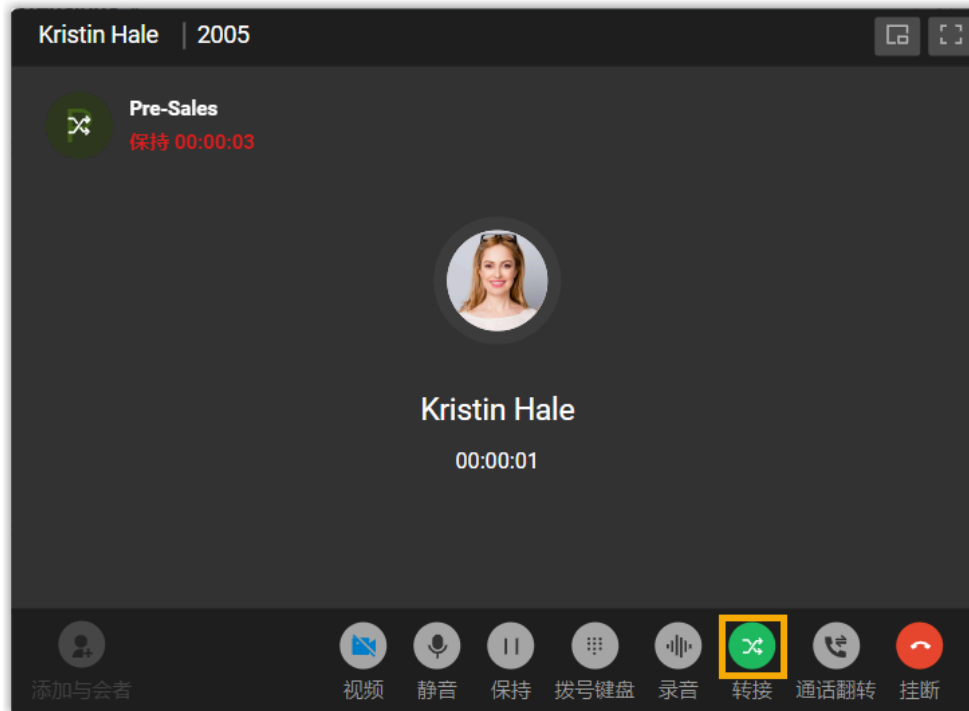 Kristin Hale | 2005
Pre-Sales
保持 00:00:03
Kristin Hale
00:00:01
添加与会者 视频 静音 保持 拨号键盘 录音 转接 通话翻转 挂断